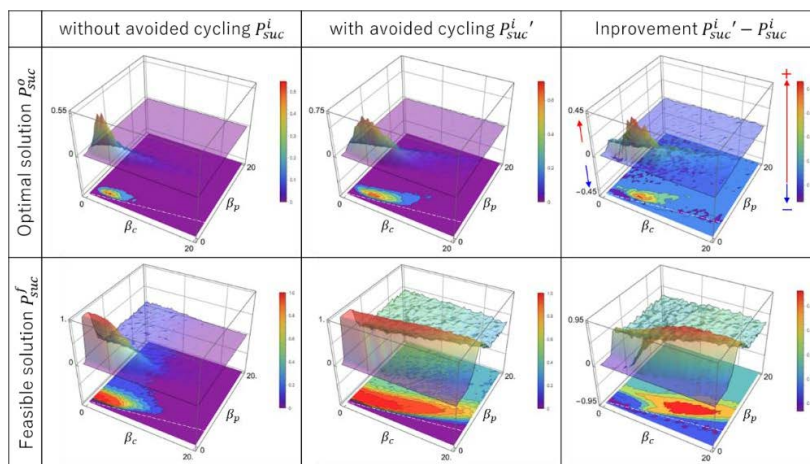 without avoided cycling P^i_suc
with avoided cycling P^i_suc′
Inprovement P^i_suc′ − P^i_suc
Optimal solution P^o_suc
0.55
0
0
β_c
20
0
β_p
20
0.75
0
0
β_c
20
0
β_p
20
0.45
0
−0.45
0
β_c
20
0
β_p
20
+
−
Feasible solution P^f_suc
1.
0
0
β_c
20.
0
β_p
20.
1.
0
0
β_c
20.
0
β_p
20.
0.95
0
−0.95
0
β_c
20
0
β_p
20